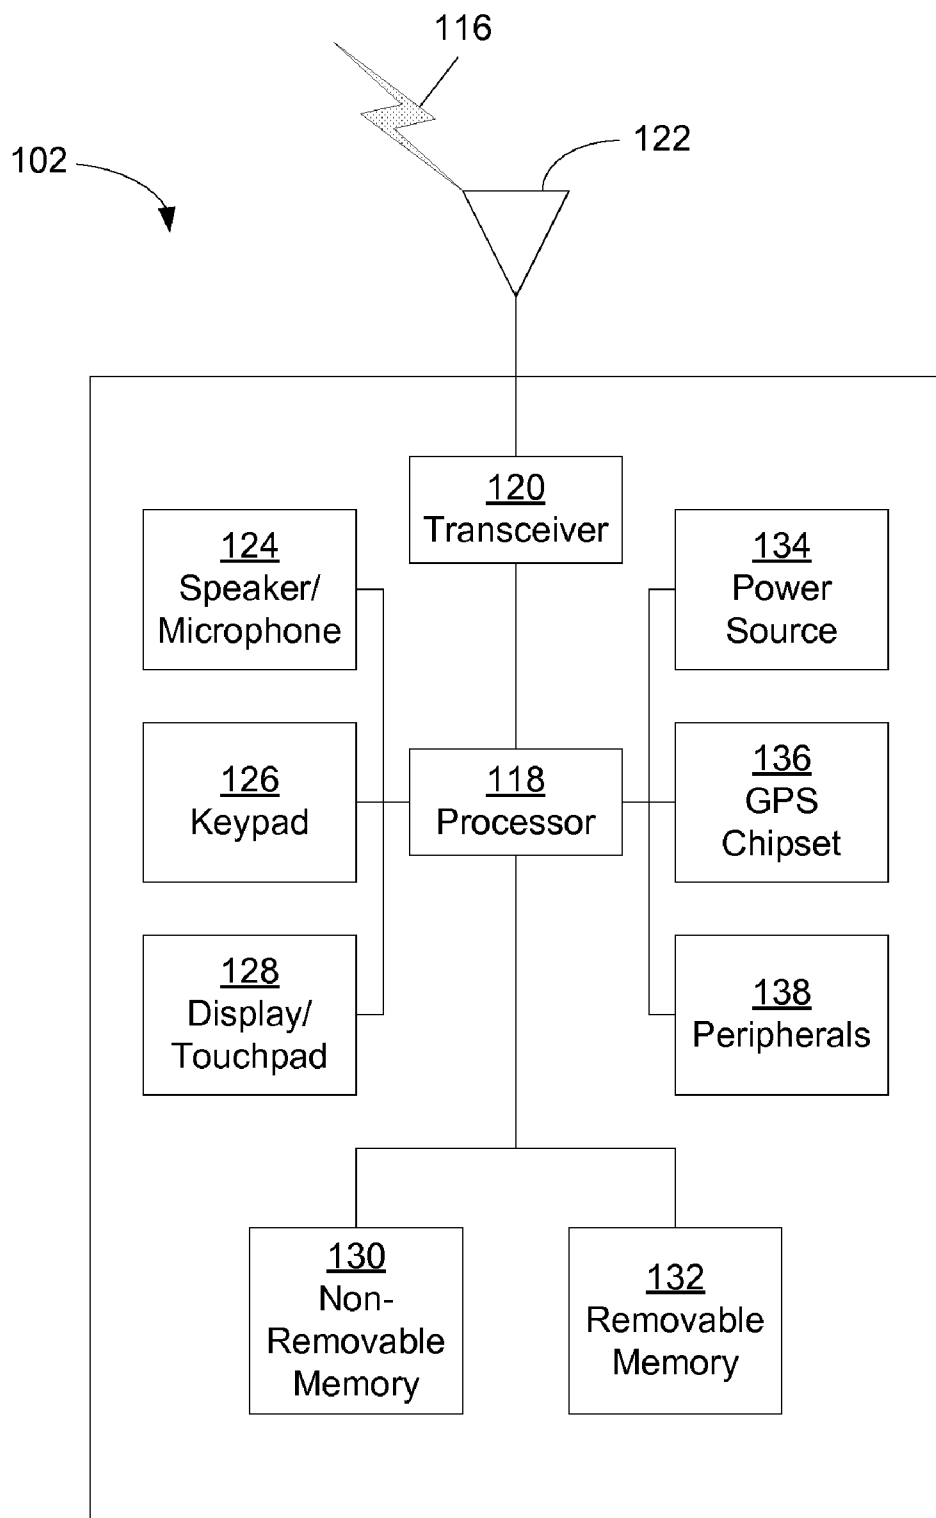 116
122
102
120
Transceiver
124
Speaker/
Microphone
134
Power
Source
126
Keypad
118
Processor
136
GPS
Chipset
128
Display/
Touchpad
138
Peripherals
130
Non-
Removable
Memory
132
Removable
Memory